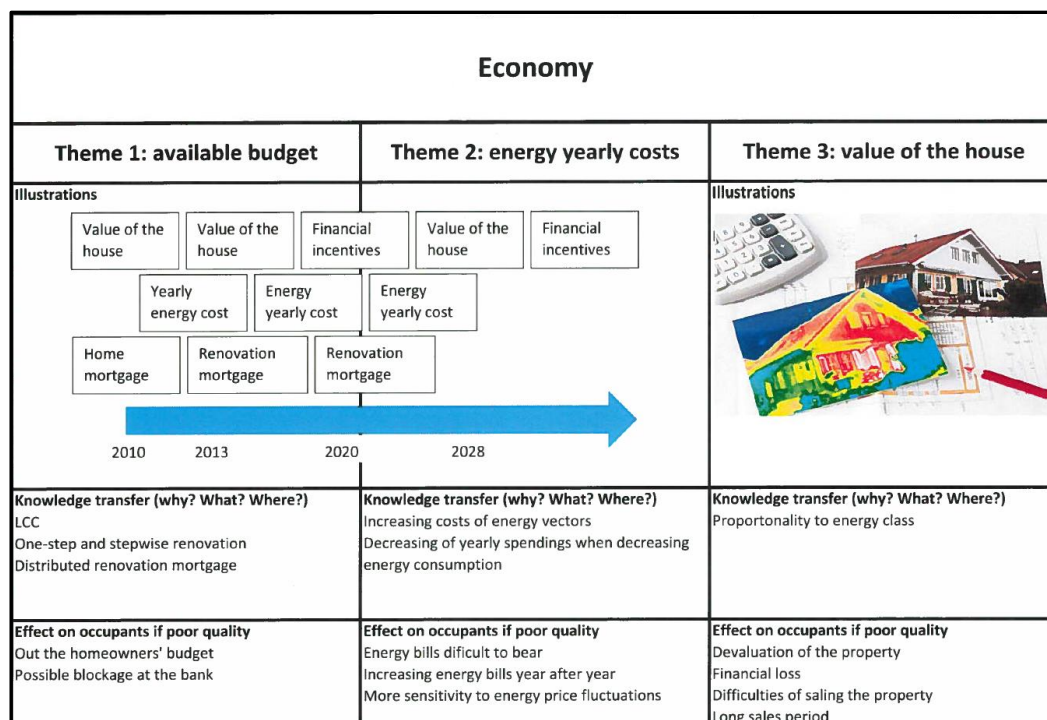 Economy
Theme 1: available budget
Theme 2: energy yearly costs
Theme 3: value of the house
Illustrations
Value of the
house
Value of the
house
Financial
incentives
Value of the
house
Financial
incentives
Yearly
energy cost
Energy
yearly cost
Energy
yearly cost
Home
mortgage
Renovation
mortgage
Renovation
mortgage
2010
2013
2020
2028
Illustrations
Knowledge transfer (why? What? Where?)
LCC
One-step and stepwise renovation
Distributed renovation mortgage
Knowledge transfer (why? What? Where?)
Increasing costs of energy vectors
Decreasing of yearly spendings when decreasing
energy consumption
Knowledge transfer (why? What? Where?)
Proportonality to energy class
Effect on occupants if poor quality
Out the homeowners' budget
Possible blockage at the bank
Effect on occupants if poor quality
Energy bills dificult to bear
Increasing energy bills year after year
More sensitivity to energy price fluctuations
Effect on occupants if poor quality
Devaluation of the property
Financial loss
Difficulties of saling the property
Long sales period